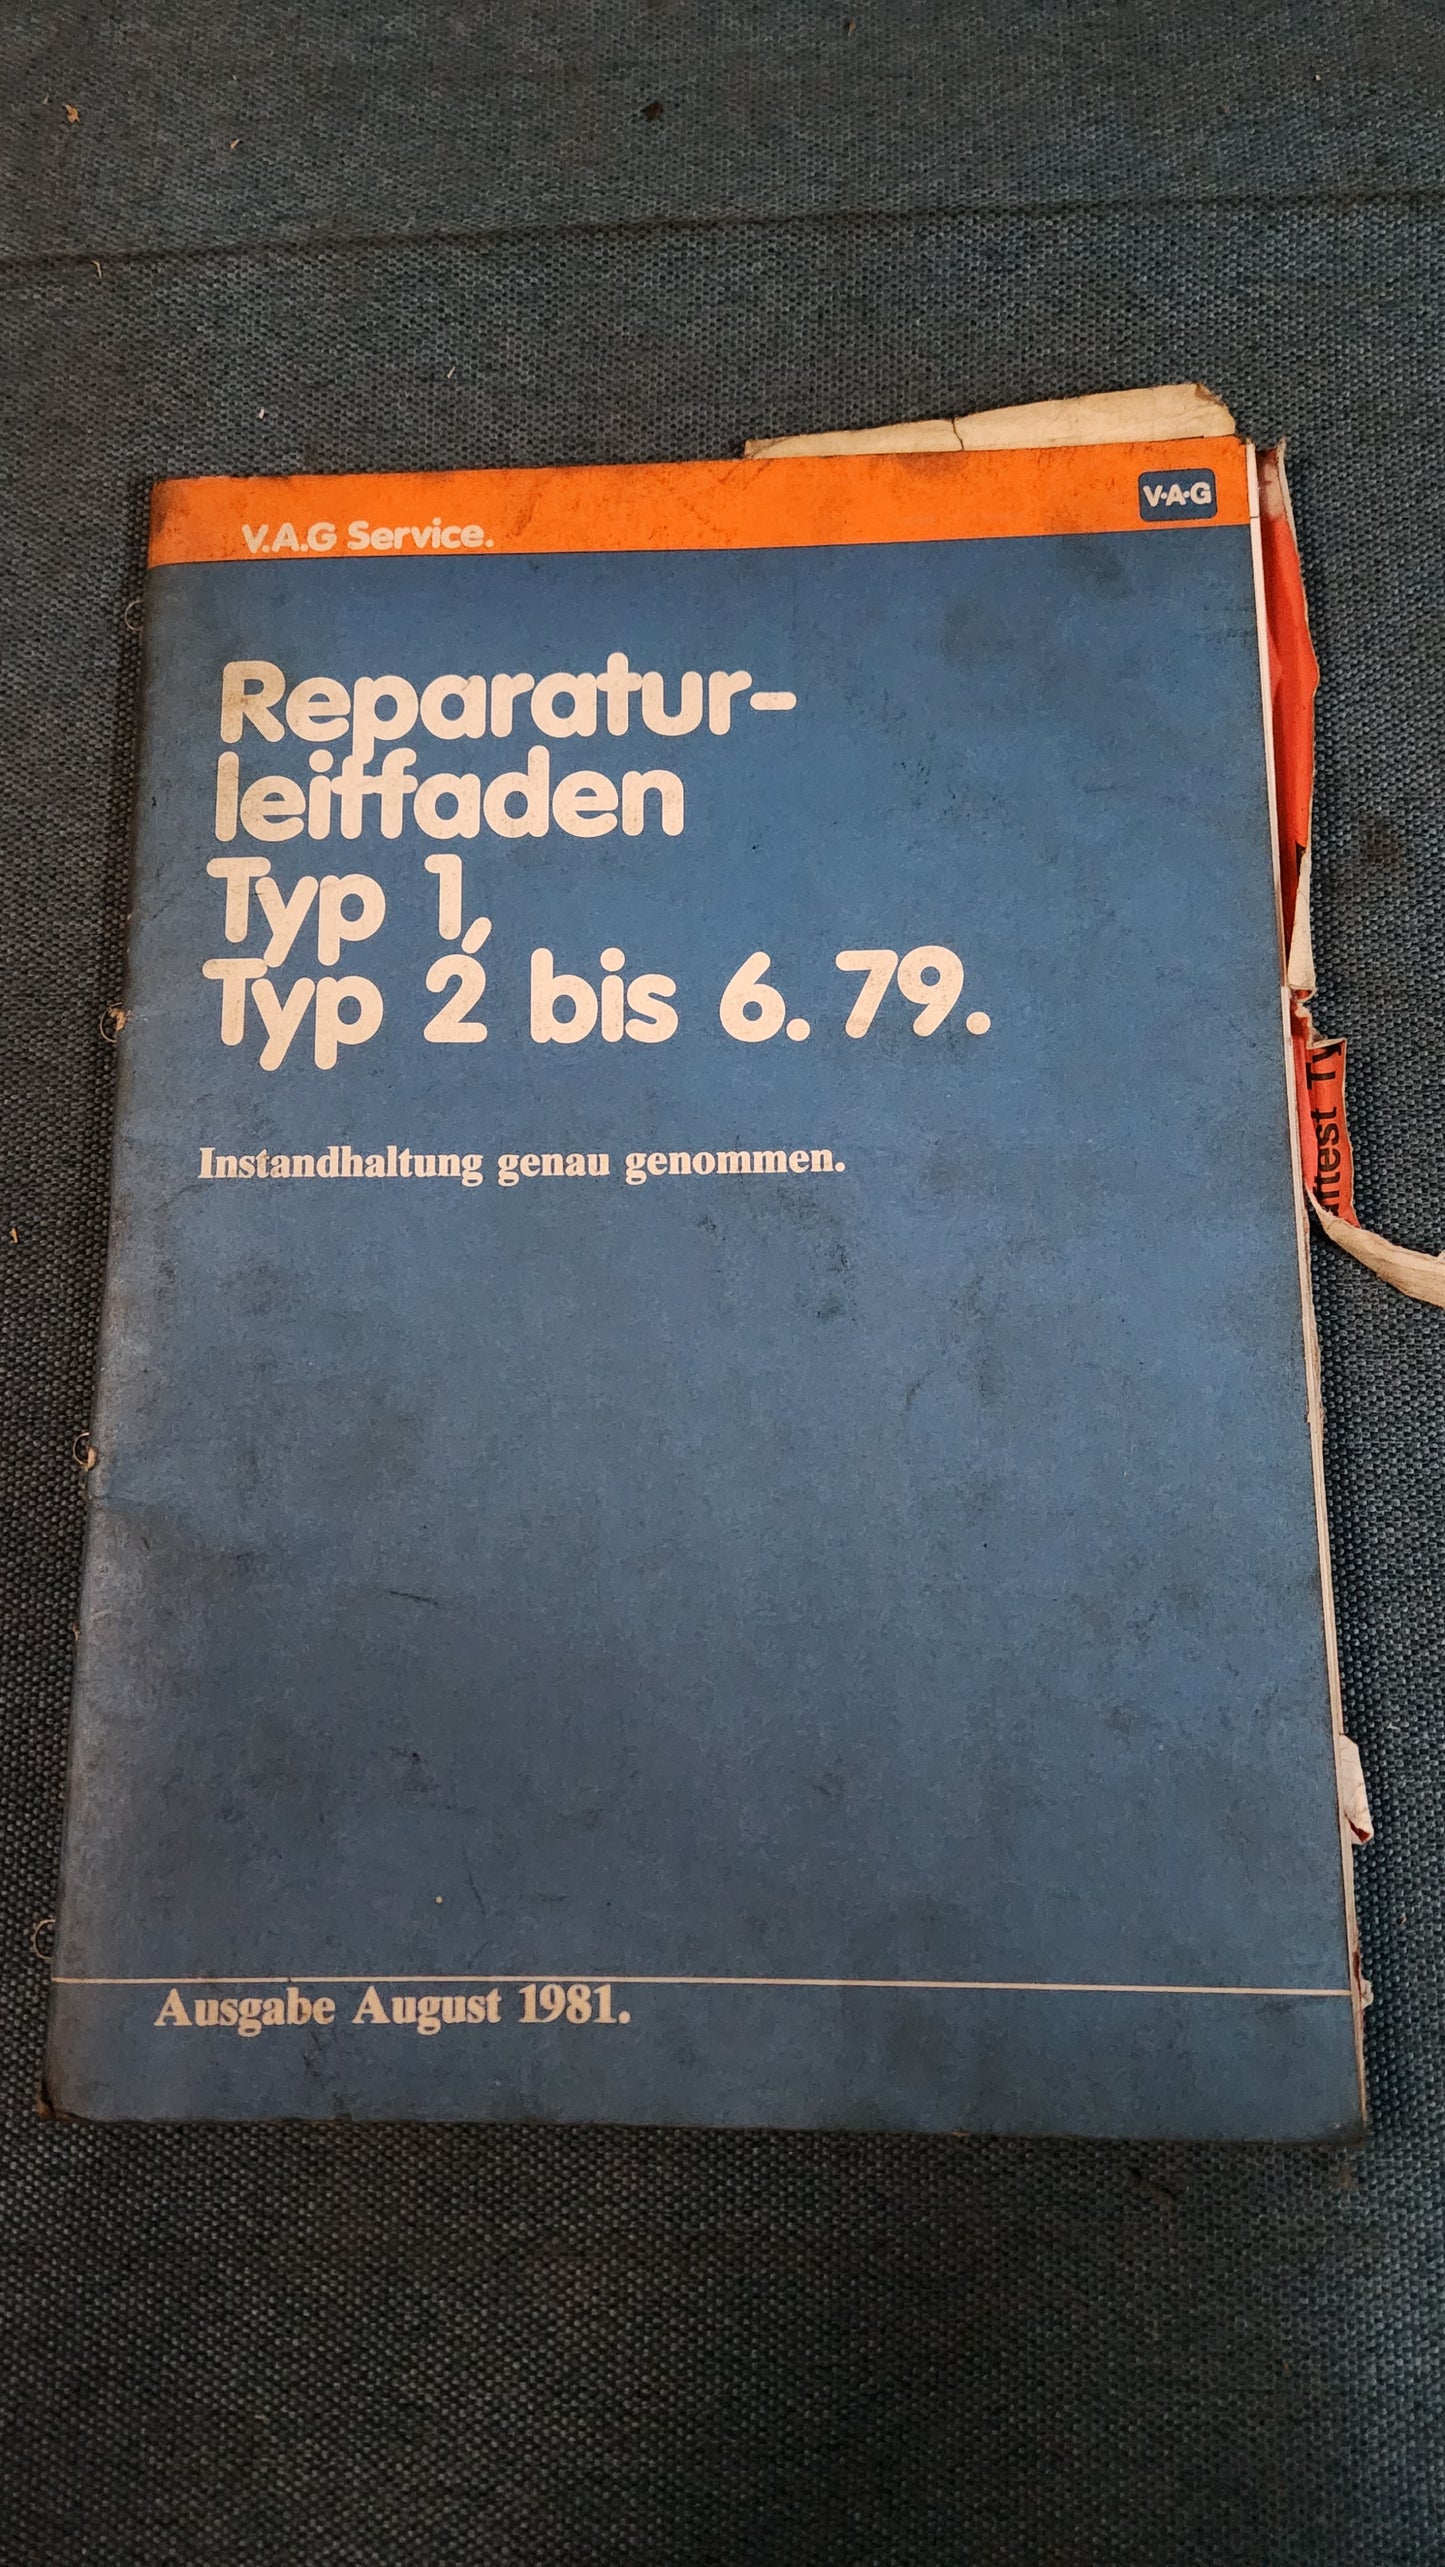 V.A.G Service.
V·A·G
Reparatur-
leitfaden
Typ 1,
Typ 2 bis 6.79.
Instandhaltung genau genommen.
Ausgabe August 1981.